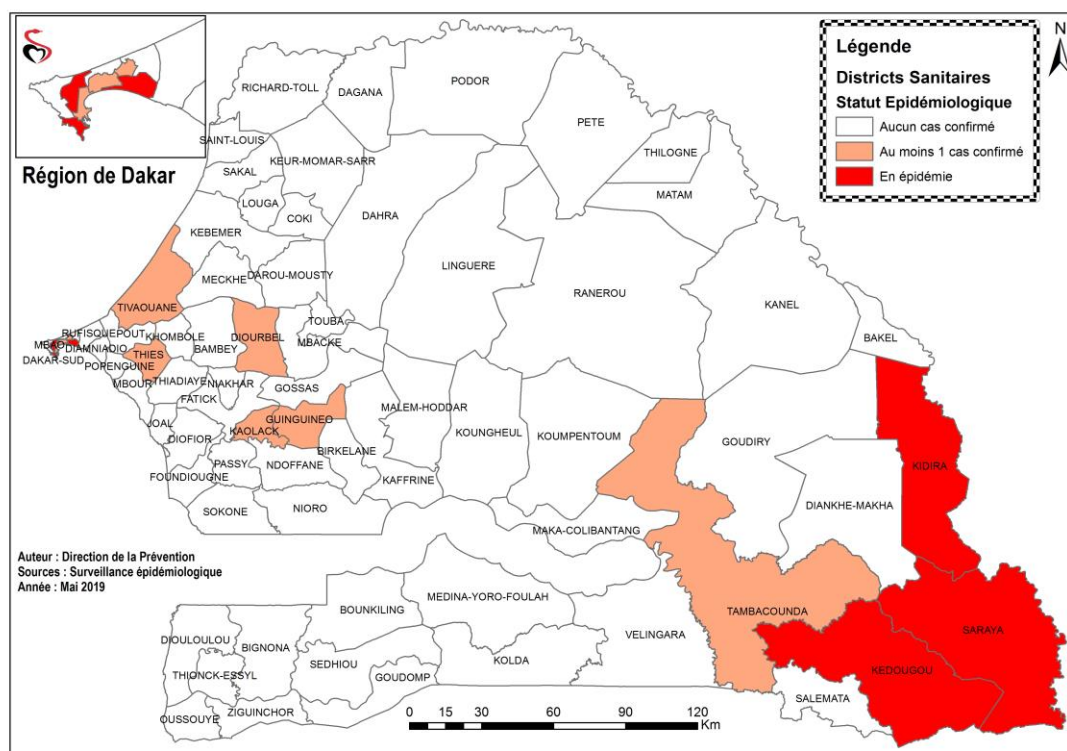 Région de Dakar
N
Légende
Districts Sanitaires
Statut Epidémiologique
Aucun cas confirmé
Au moins 1 cas confirmé
En épidémie
PODOR
RICHARD-TOLL
DAGANA
PETE
SAINT-LOUIS
THILOGNE
KEUR-MOMAR-SARR
SAKAL
MATAM
LOUGA
COKI
DAHRA
KEBEMER
LINGUERE
MECKHE
DAROU-MOUSTY
RANEROU
KANEL
TIVAOUANE
TOUBA
RUFISQUE
POUT
KHOMBOLE
DIOURBEL
BAKEL
MBAO
DIAMNIADIO
BAMBEY
MBACKE
DAKAR-SUD
THIES
POPENGUINE
MBOUR
THIADIAYE
NIAKHAR
GOSSAS
FATICK
MALEM-HODDAR
JOAL
GUINGUINEO
KOUNGHEUL
KOUMPENTOUM
KAOLACK
DIOFIOR
GOUDIRY
BIRKELANE
KIDIRA
PASSY
NDOFFANE
FOUNDIOUGNE
KAFFRINE
NIORO
DIANKHE-MAKHA
SOKONE
MAKA-COLIBANTANG
Auteur : Direction de la Prévention
Sources : Surveillance épidémiologique
Année : Mai 2019
MEDINA-YORO-FOULAH
BOUNKILING
TAMBACOUNDA
SARAYA
DIOULOULOU
BIGNONA
VELINGARA
SEDHIOU
KOLDA
KEDOUGOU
THIONCK-ESSYL
GOUDOMP
SALEMATA
ZIGUINCHOR
OUSSOUYE
0 15 30 60 90 120
Km